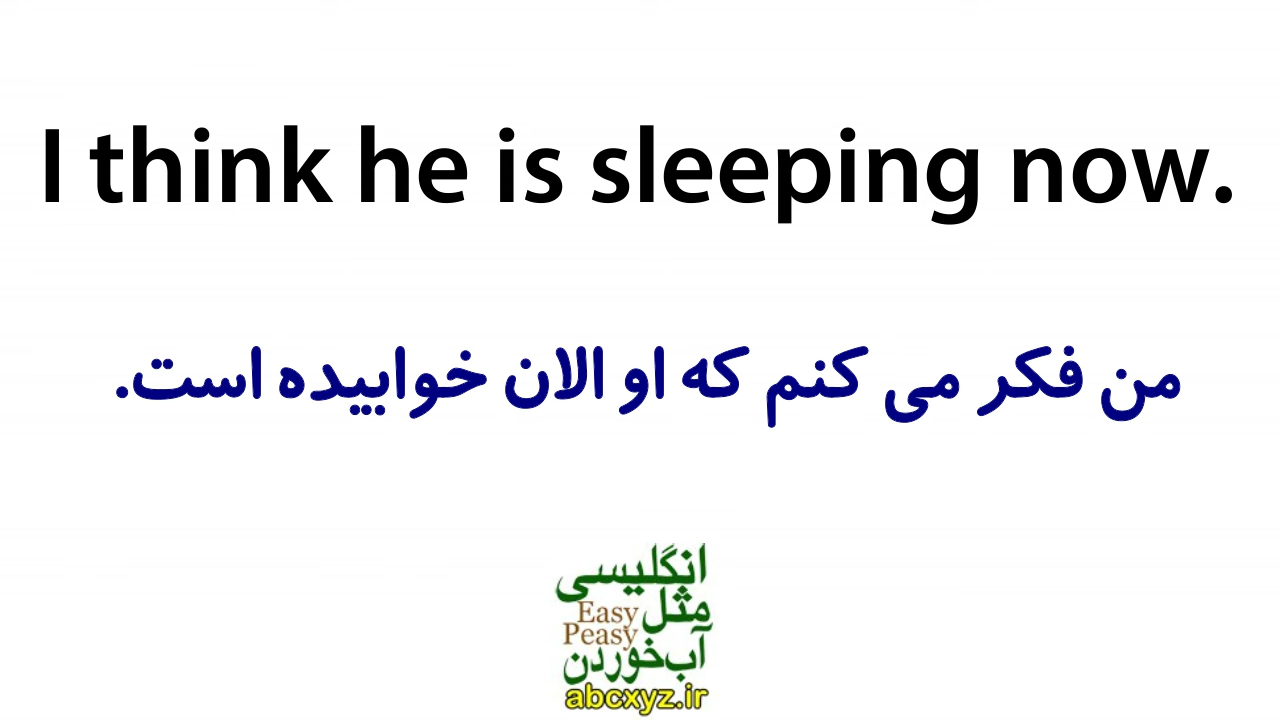 I think he is sleeping now.
من فکر می کنم که او الان خوابیده است.
انگلیسی
مثل
Easy
Peasy
آب خوردن
abcxyz.ir